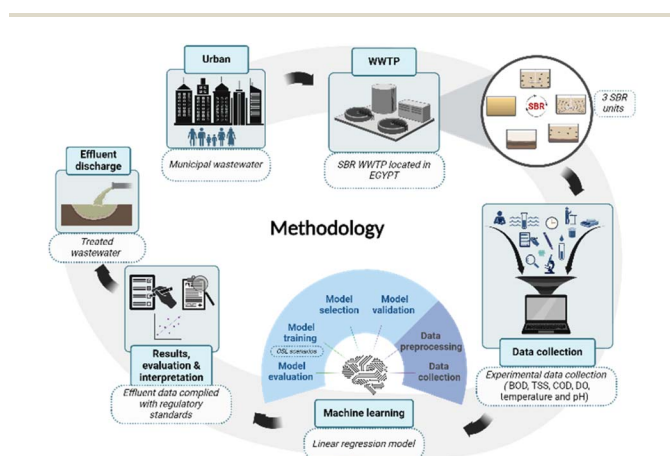 Urban
Municipal wastewater
WWTP
SBR WWTP located in
EGYPT
SBR
3 SBR
units
Effluent
discharge
Treated
wastewater
Methodology
Data collection
Experimental data collection
(BOD, TSS, COD, DO,
temperature and pH)
Model
selection
Model
validation
Model
training
OSL scenarios
Model
evaluation
Data
preprocessing
Data
collection
Machine learning
Linear regression model
Results,
evaluation &
interpretation
Effluent data complied
with regulatory
standards